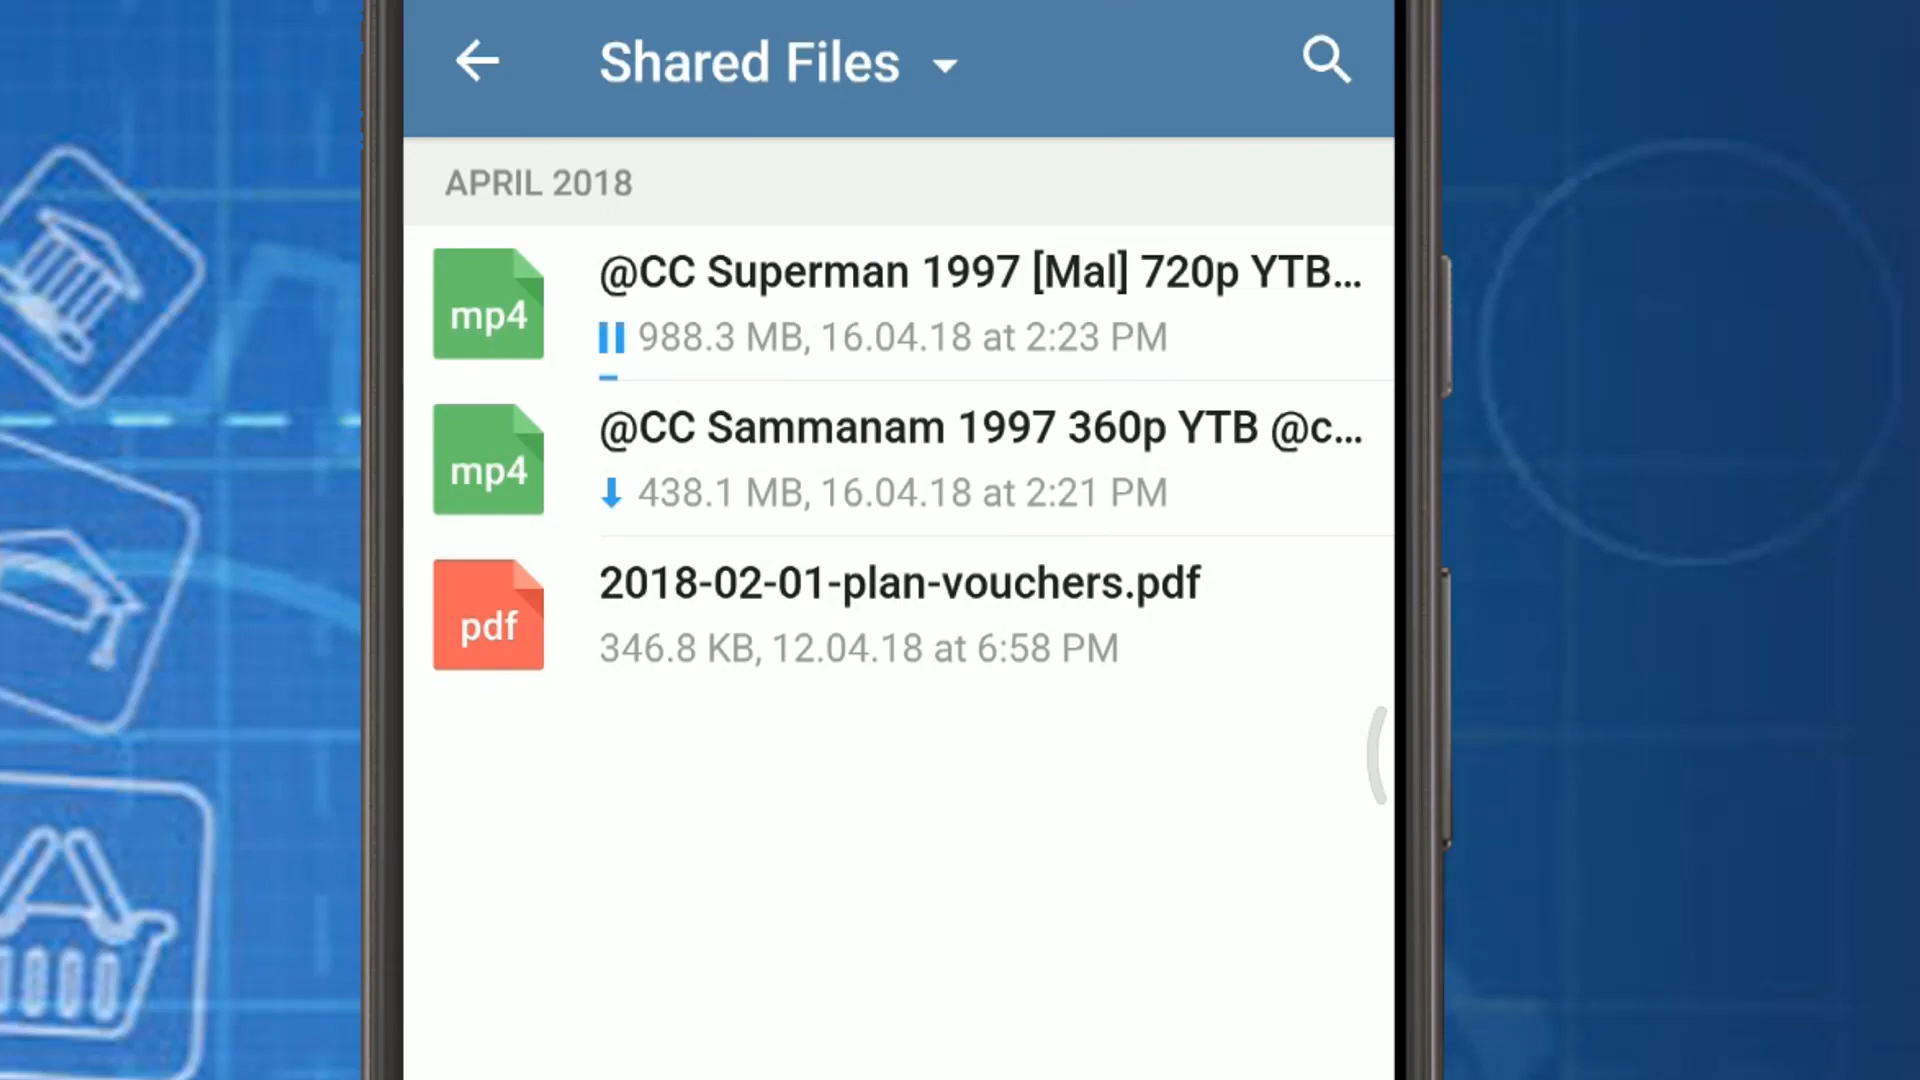 Shared Files
APRIL 2018
mp4
@CC Superman 1997 [Mal] 720p YTB...
988.3 MB, 16.04.18 at 2:23 PM
mp4
@CC Sammanam 1997 360p YTB @c...
438.1 MB, 16.04.18 at 2:21 PM
pdf
2018-02-01-plan-vouchers.pdf
346.8 KB, 12.04.18 at 6:58 PM